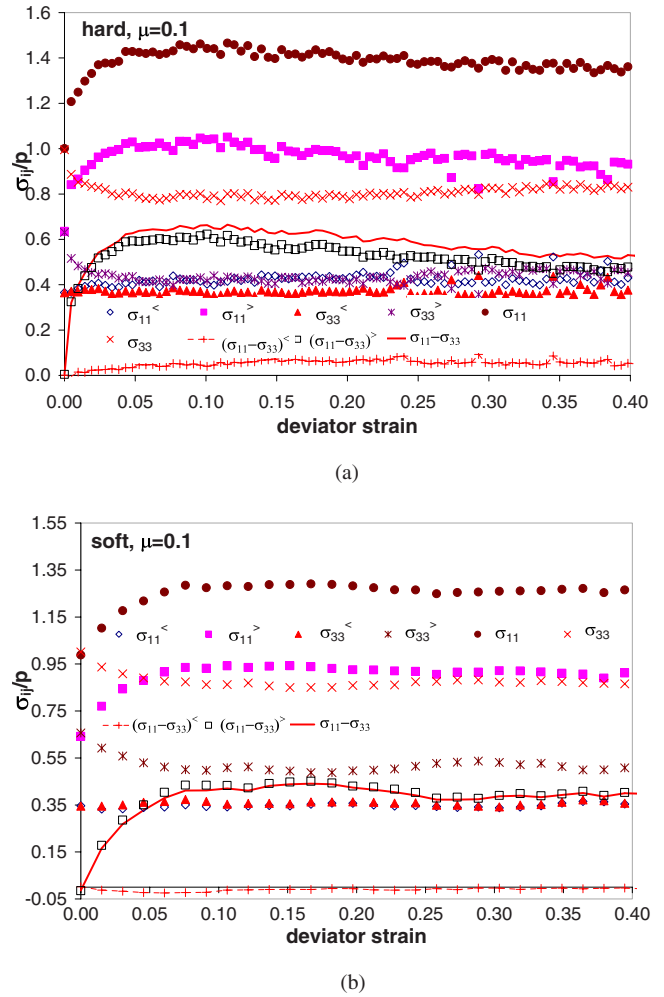 hard, μ=0.1
1.6
1.4
1.2
1.0
0.8
0.6
0.4
0.2
0.0
σij/p
σ11<
σ11>
σ33<
σ33>
σ11
σ33
(σ11−σ33)<
(σ11−σ33)>
σ11−σ33
0.00 0.05 0.10 0.15 0.20 0.25 0.30 0.35 0.40
deviator strain
(a)
soft, μ=0.1
1.55
1.35
1.15
0.95
0.75
0.55
0.35
0.15
-0.05
σij/p
σ11< σ11> σ33< σ33> σ11 σ33
(σ11−σ33)< (σ11−σ33)> σ11−σ33
0.00 0.05 0.10 0.15 0.20 0.25 0.30 0.35 0.40
deviator strain
(b)